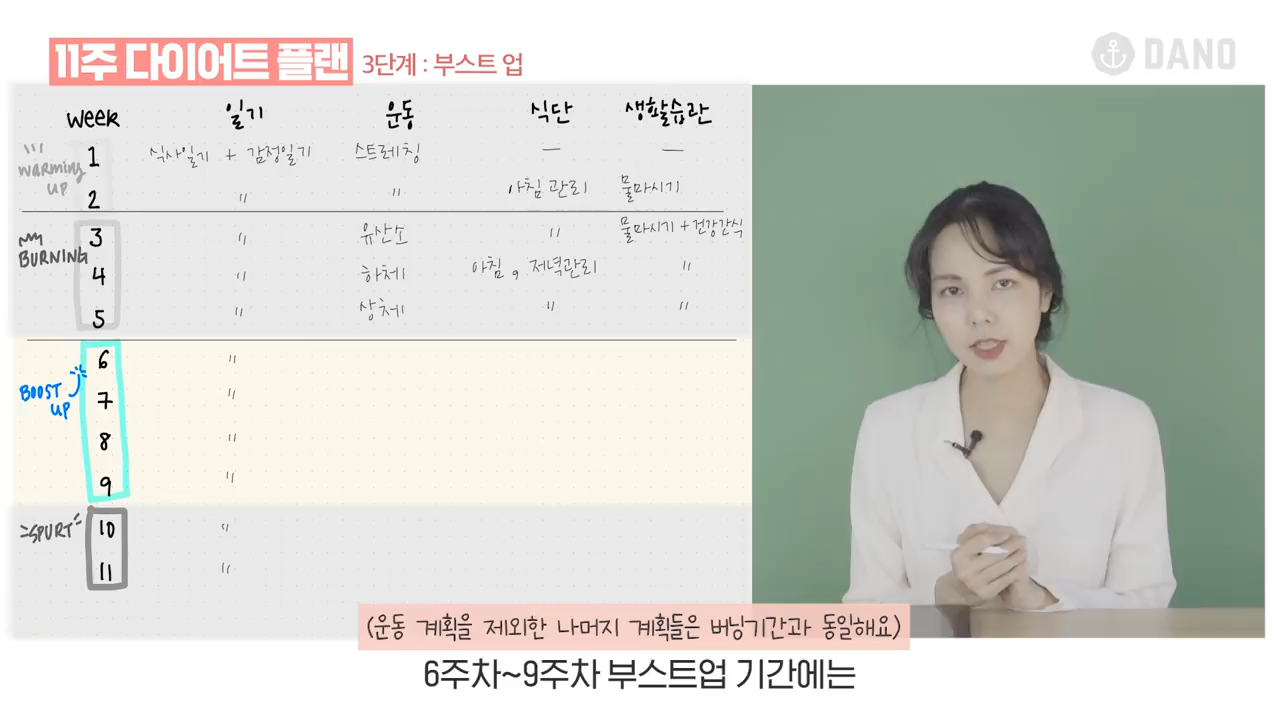 11주 다이어트 플랜 3단계 : 부스트 업
DANO
week 일기 운동 식단 생활습관
warming up
1 식사일기 + 감정일기 스트레칭 — —
2 〃 〃 아침 관리 물마시기
BURNING
3 〃 유산소 〃 물마시기 + 건강간식
4 〃 하체 아침, 저녁관리 〃
5 〃 상체 〃 〃
BOOST UP
6 〃
7 〃
8 〃
9 〃
SPURT
10 〃
11 〃
(운동 계획을 제외한 나머지 계획들은 버닝기간과 동일해요)
6주차~9주차 부스트업 기간에는